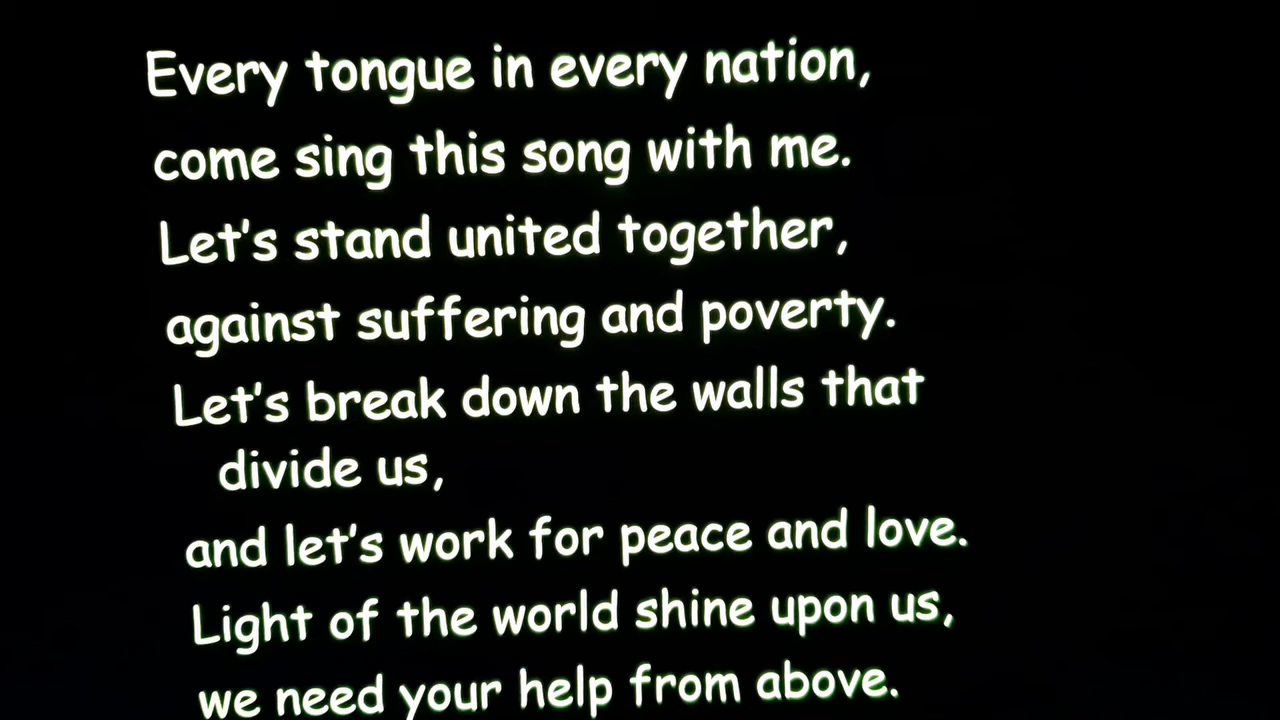 Every tongue in every nation,
come sing this song with me.
Let's stand united together,
against suffering and poverty.
Let's break down the walls that
divide us,
and let's work for peace and love.
Light of the world shine upon us,
we need your help from above.